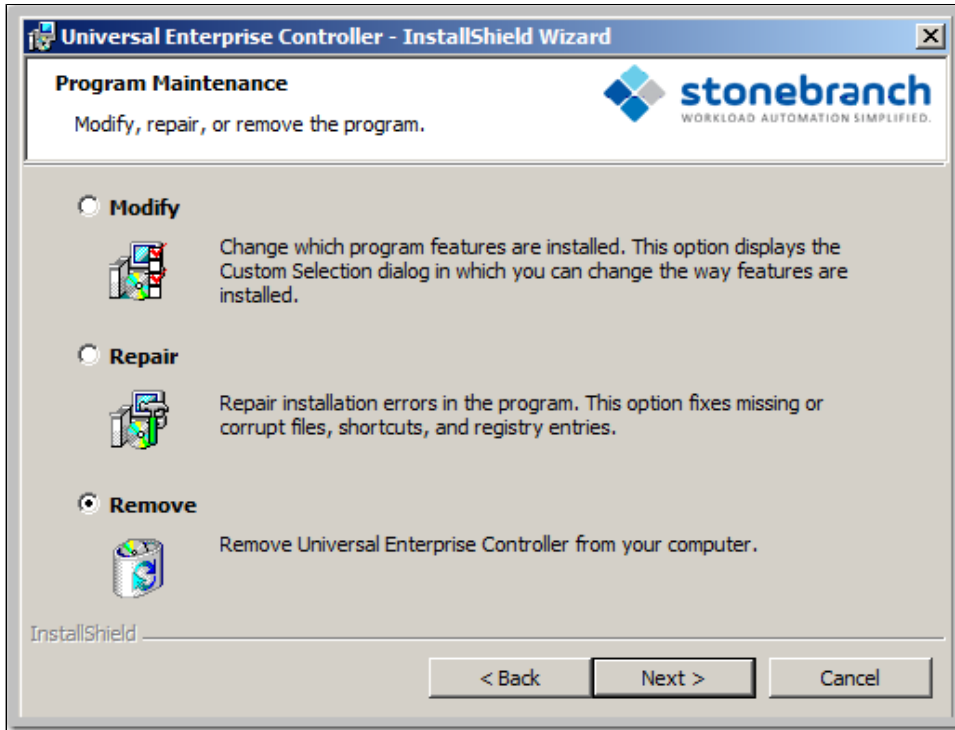 Universal Enterprise Controller - InstallShield Wizard
Program Maintenance
Modify, repair, or remove the program.
stonebranch
WORKLOAD AUTOMATION SIMPLIFIED.
Modify
Change which program features are installed. This option displays the
Custom Selection dialog in which you can change the way features are
installed.
Repair
Repair installation errors in the program. This option fixes missing or
corrupt files, shortcuts, and registry entries.
Remove
Remove Universal Enterprise Controller from your computer.
InstallShield
< Back
Next >
Cancel